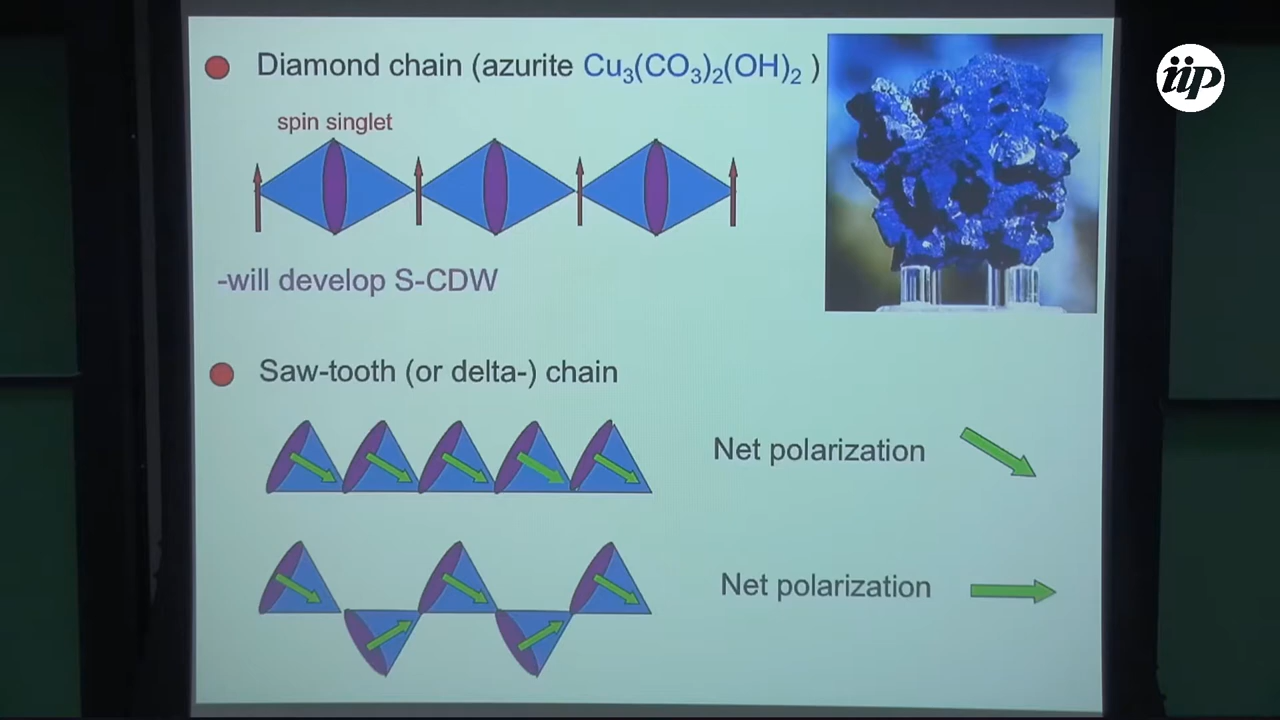 Diamond chain (azurite Cu₃(CO₃)₂(OH)₂ )
spin singlet
-will develop S-CDW
Saw-tooth (or delta-) chain
Net polarization
Net polarization
iip